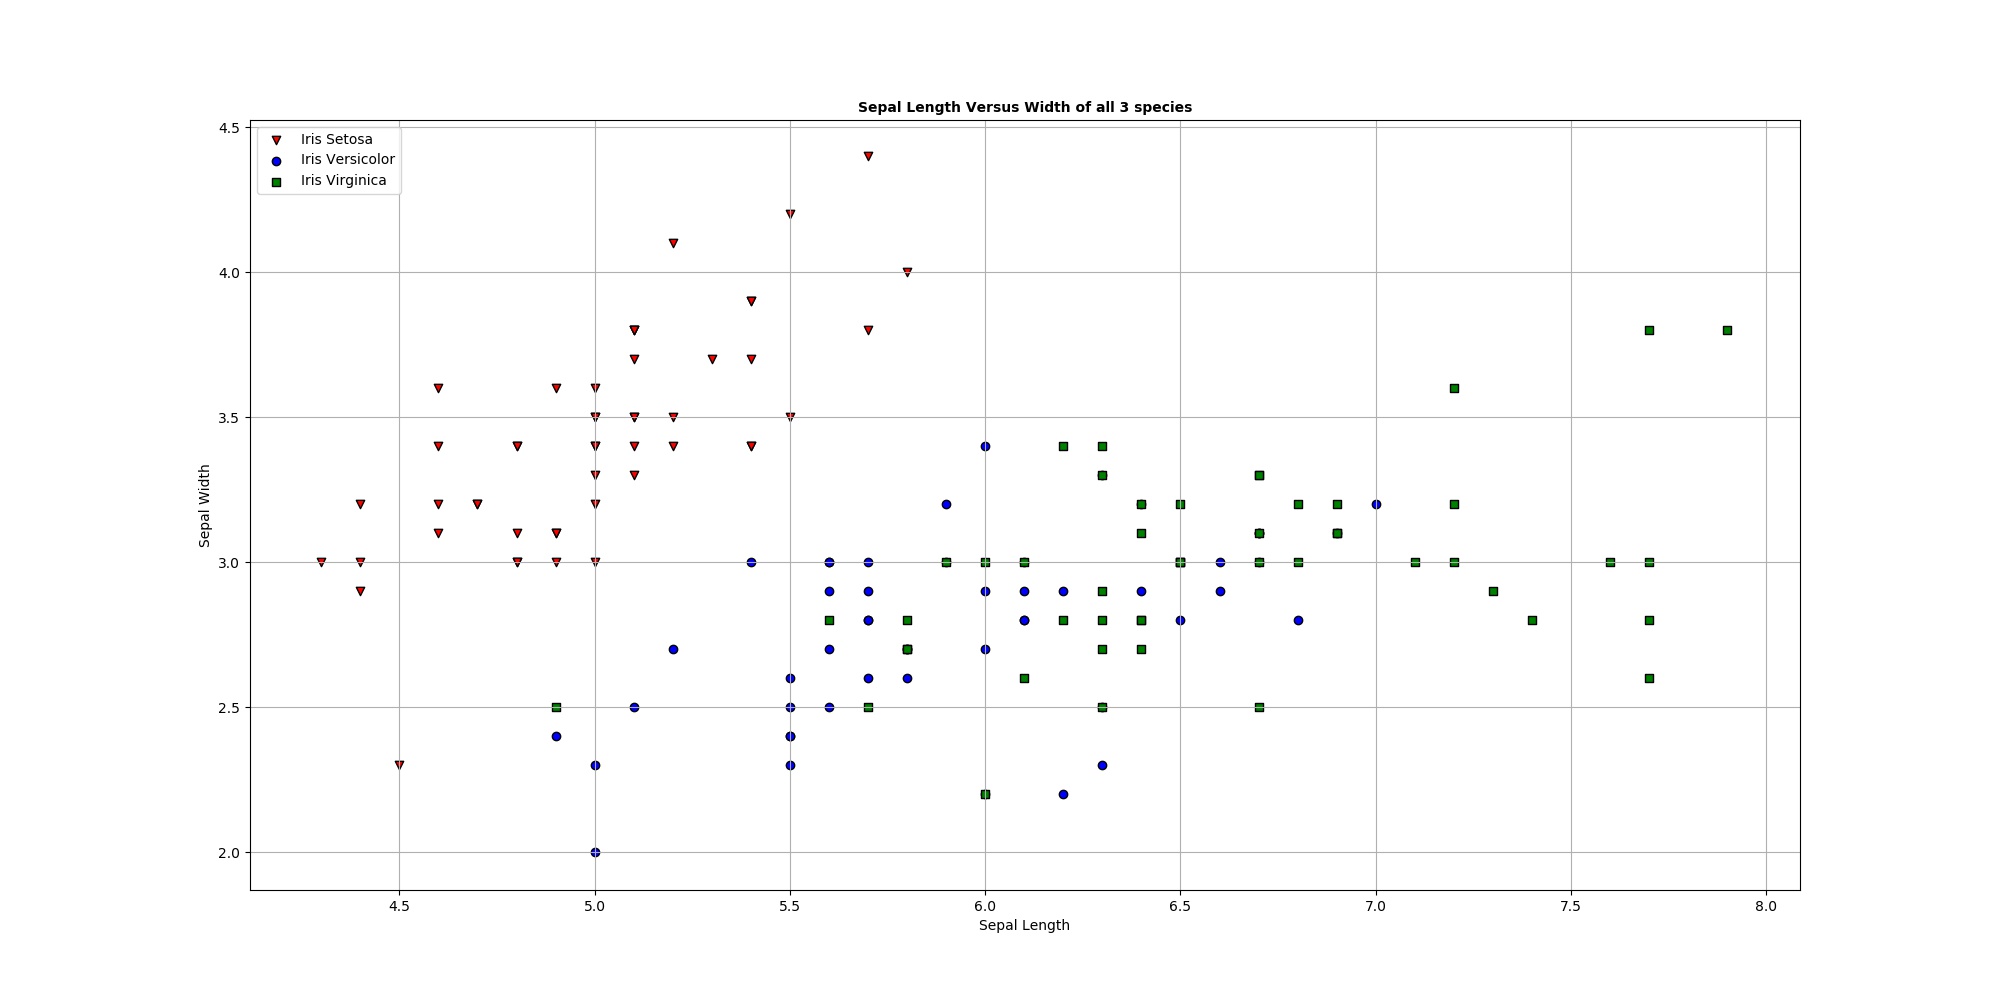 Sepal Length Versus Width of all 3 species
Iris Setosa
Iris Versicolor
Iris Virginica
4.5
4.0
3.5
3.0
2.5
2.0
Sepal Width
4.5 5.0 5.5 6.0 6.5 7.0 7.5 8.0
Sepal Length